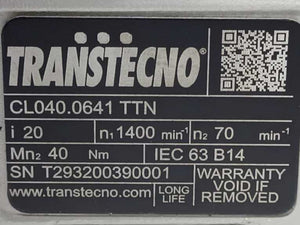 TRANSTECNO®
CL040.0641 TTN
i 20 n₁ 1400 min⁻¹ n₂ 70 min⁻¹
Mn₂ 40 Nm IEC 63 B14
SN T293200390001
www.transtecno.com
LONG LIFE
WARRANTY VOID IF REMOVED